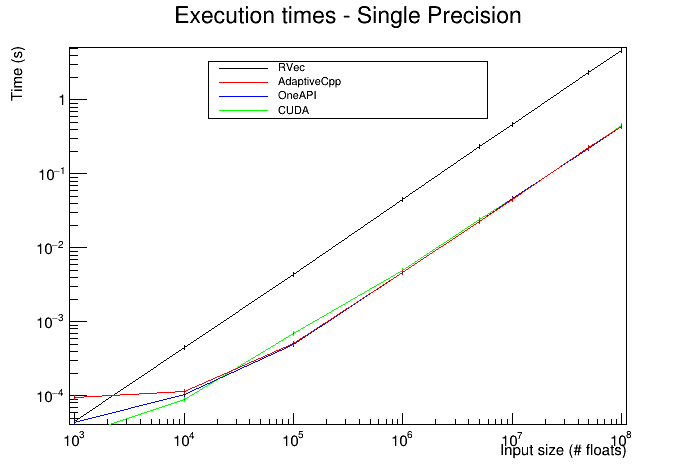 Execution times - Single Precision
Time (s)
RVec
AdaptiveCpp
OneAPI
CUDA
1
10⁻¹
10⁻²
10⁻³
10⁻⁴
10³ 10⁴ 10⁵ 10⁶ 10⁷ 10⁸
Input size (# floats)